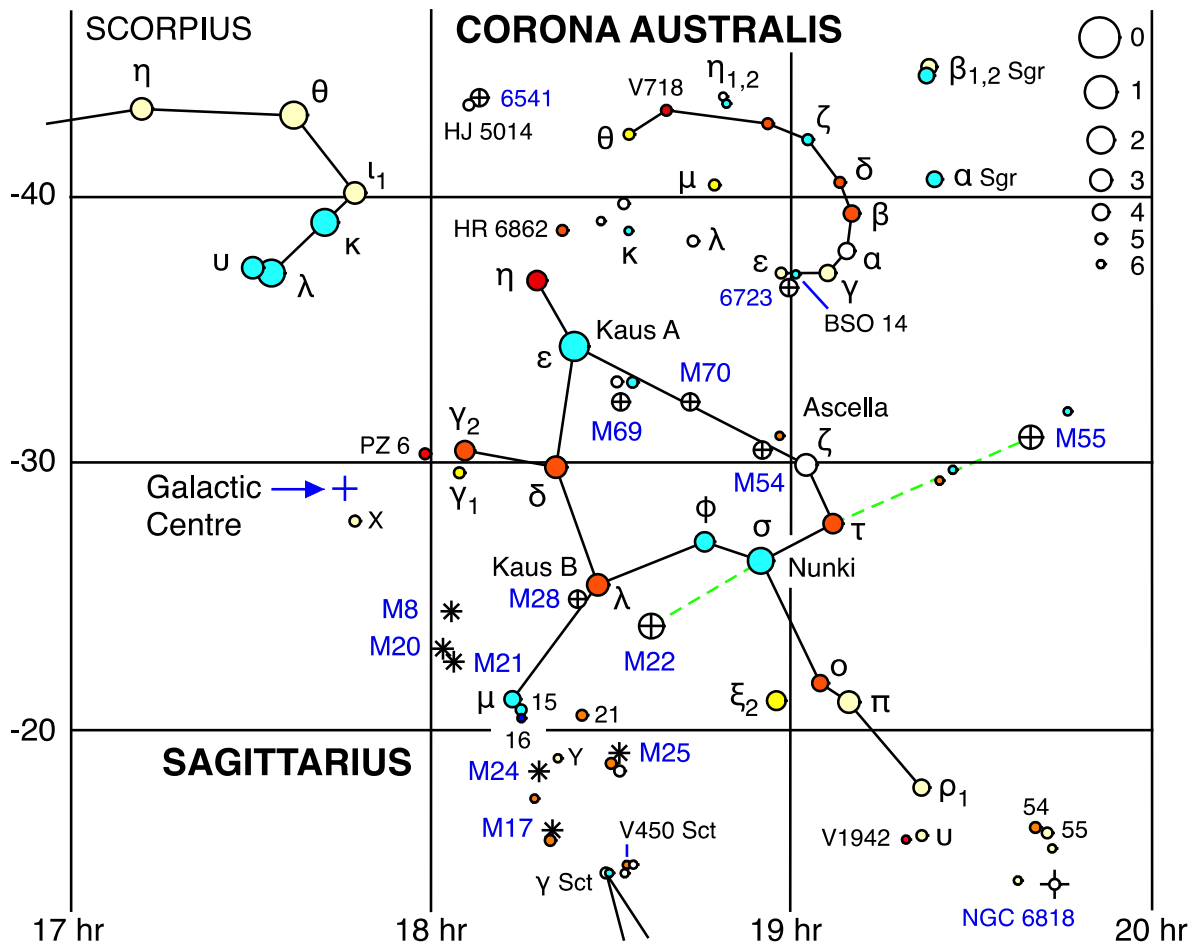 SCORPIUS
CORONA AUSTRALIS
0
η
θ
V718
η1,2
β1,2 Sgr
6541
HJ 5014
1
θ
ζ
2
ι1
μ
δ
α Sgr
3
-40
β
4
HR 6862
κ
κ
λ
α
5
υ
λ
ε
γ
6
η
6723
BSO 14
Kaus A
ε
M70
Ascella
γ2
M69
ζ
PZ 6
M55
-30
γ1
M54
Galactic
Centre
δ
X
φ
σ
τ
Kaus B
Nunki
M28
λ
M8
M20
M21
M22
μ
15
ο
ξ2
π
21
16
-20
SAGITTARIUS
Y
M25
M24
ρ1
54
M17
V450 Sct
V1942
υ
55
γ Sct
NGC 6818
17 hr
18 hr
19 hr
20 hr